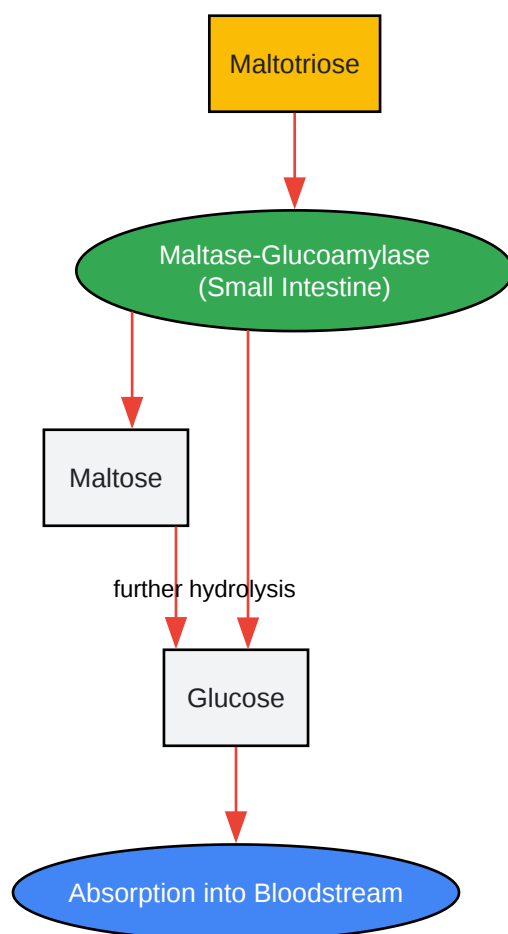 Maltotriose
Maltase-Glucoamylase
(Small Intestine)
Maltose
further hydrolysis
Glucose
Absorption into Bloodstream